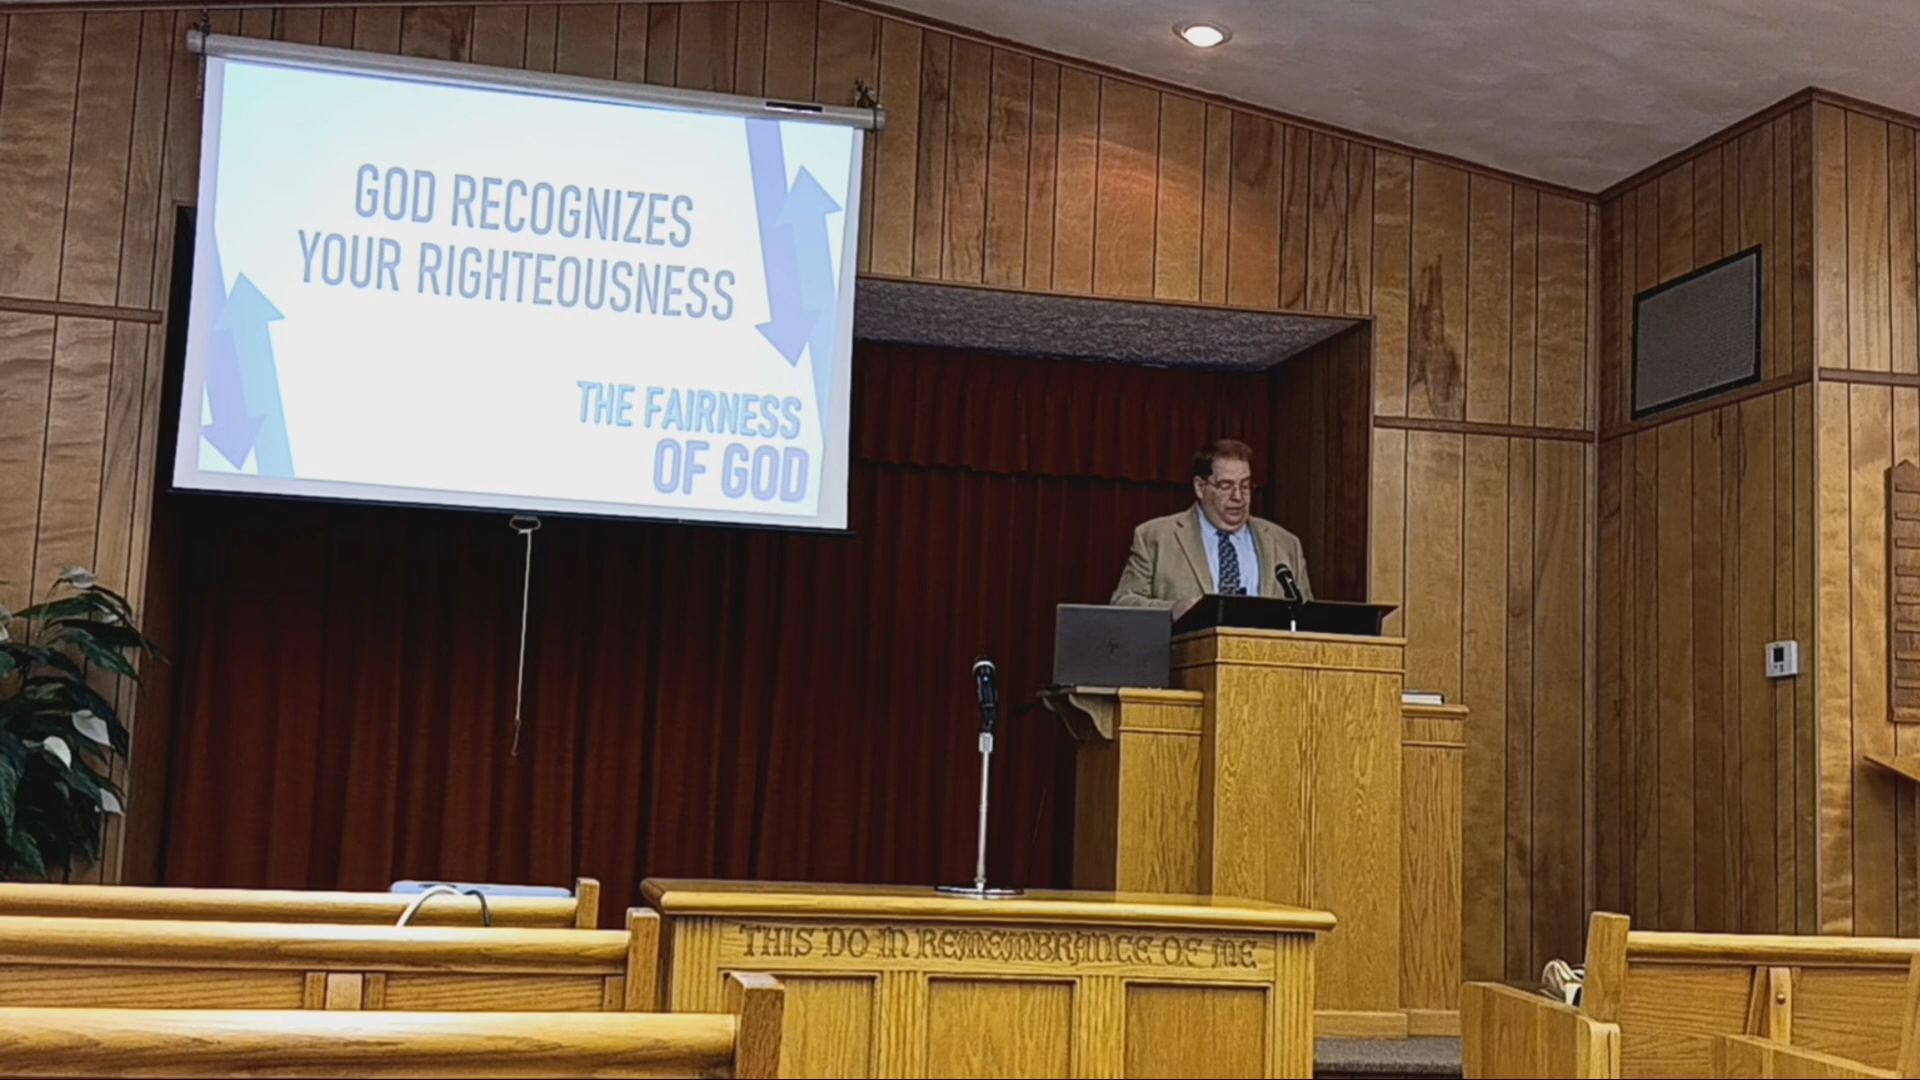 GOD RECOGNIZES
YOUR RIGHTEOUSNESS
THE FAIRNESS
OF GOD
THIS DO IN REMEMBRANCE OF ME